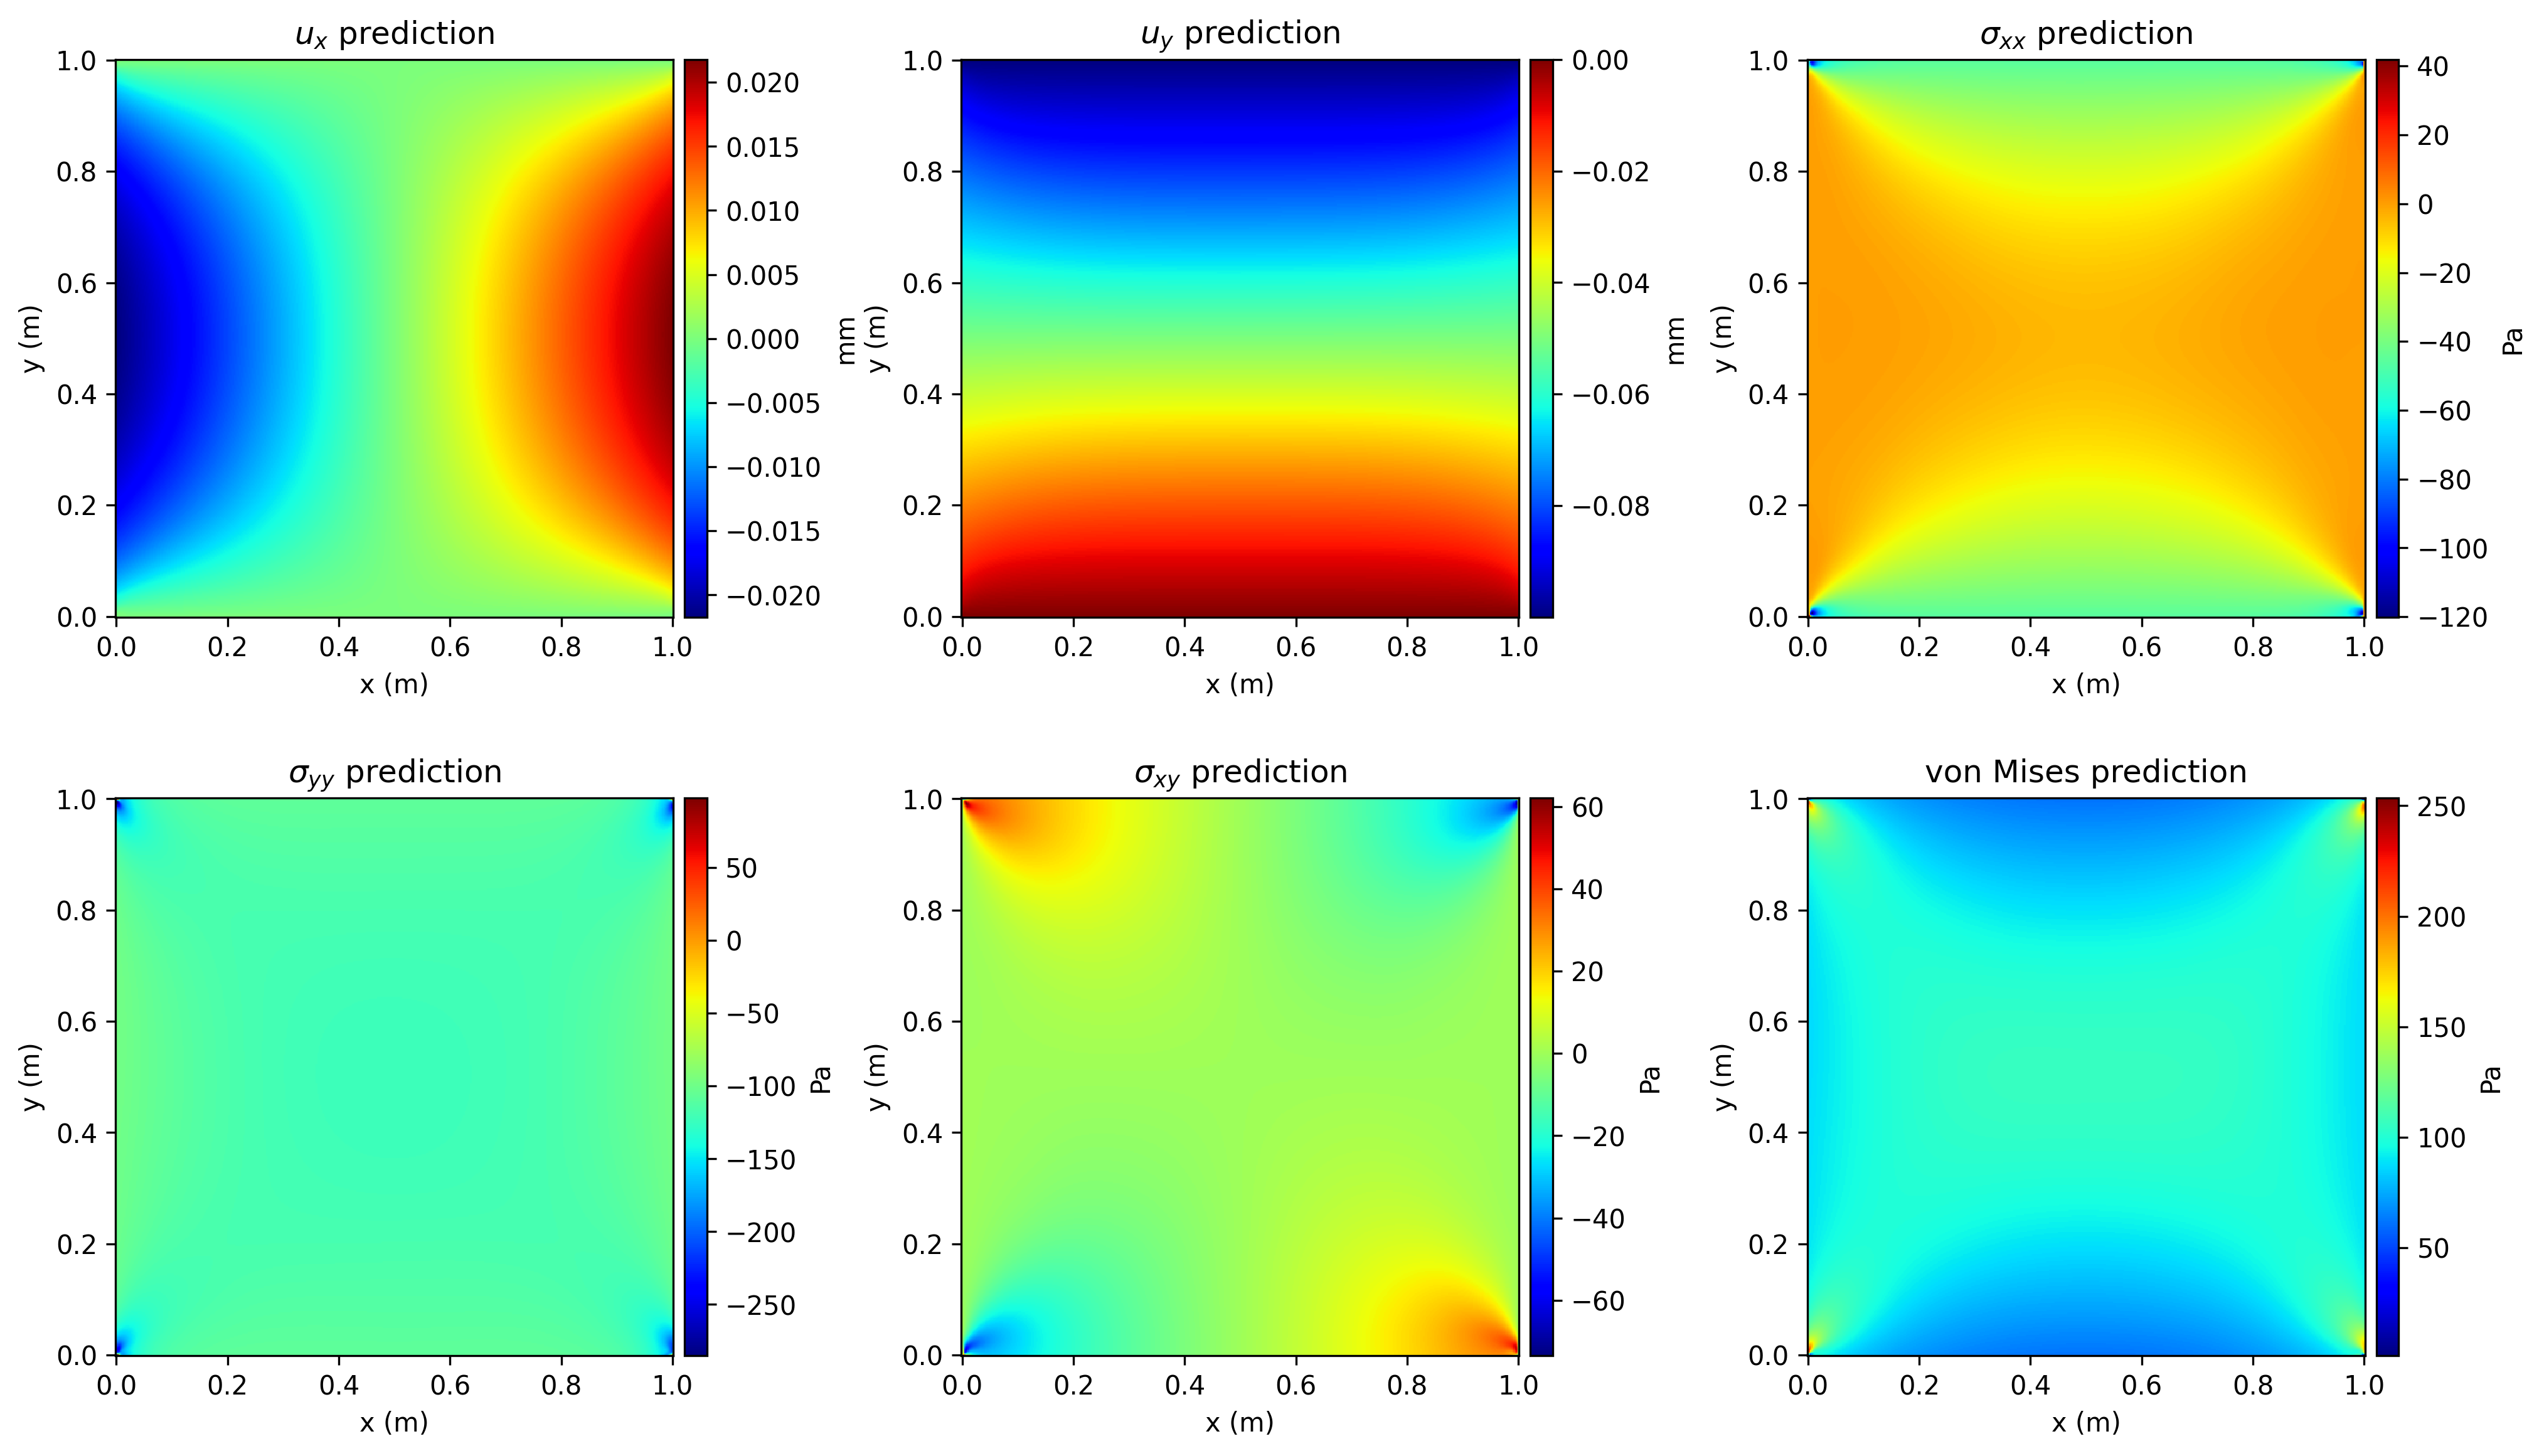 u_x prediction
1.0
0.8
0.6
0.4
0.2
0.0
y (m)
0.0 0.2 0.4 0.6 0.8 1.0
x (m)
0.020
0.015
0.010
0.005
0.000
−0.005
−0.010
−0.015
−0.020
mm
u_y prediction
1.0
0.8
0.6
0.4
0.2
0.0
y (m)
0.0 0.2 0.4 0.6 0.8 1.0
x (m)
0.00
−0.02
−0.04
−0.06
−0.08
mm
σ_xx prediction
1.0
0.8
0.6
0.4
0.2
0.0
y (m)
0.0 0.2 0.4 0.6 0.8 1.0
x (m)
40
20
0
−20
−40
−60
−80
−100
−120
Pa
σ_yy prediction
1.0
0.8
0.6
0.4
0.2
0.0
y (m)
0.0 0.2 0.4 0.6 0.8 1.0
x (m)
50
0
−50
−100
−150
−200
−250
Pa
σ_xy prediction
1.0
0.8
0.6
0.4
0.2
0.0
y (m)
0.0 0.2 0.4 0.6 0.8 1.0
x (m)
60
40
20
0
−20
−40
−60
Pa
von Mises prediction
1.0
0.8
0.6
0.4
0.2
0.0
y (m)
0.0 0.2 0.4 0.6 0.8 1.0
x (m)
250
200
150
100
50
Pa